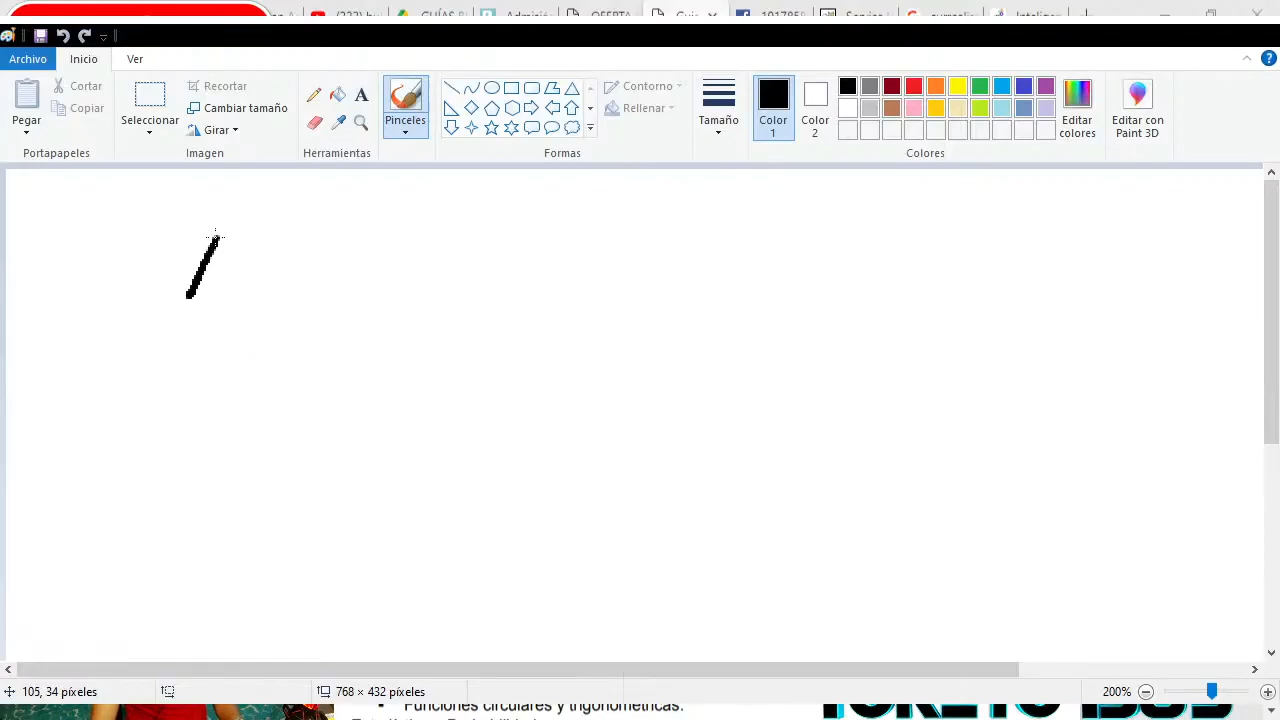 Archivo Inicio Ver
Pegar
Cortar
Copiar
Portapapeles
Seleccionar
Recortar
Cambiar tamaño
Girar
Imagen
Herramientas
Pinceles
Contorno
Rellenar
Formas
Tamaño
Color 1
Color 2
Editar colores
Colores
Editar con Paint 3D
105, 34 píxeles 768 × 432 píxeles 200%
Funciones circulares y trigonométricas.